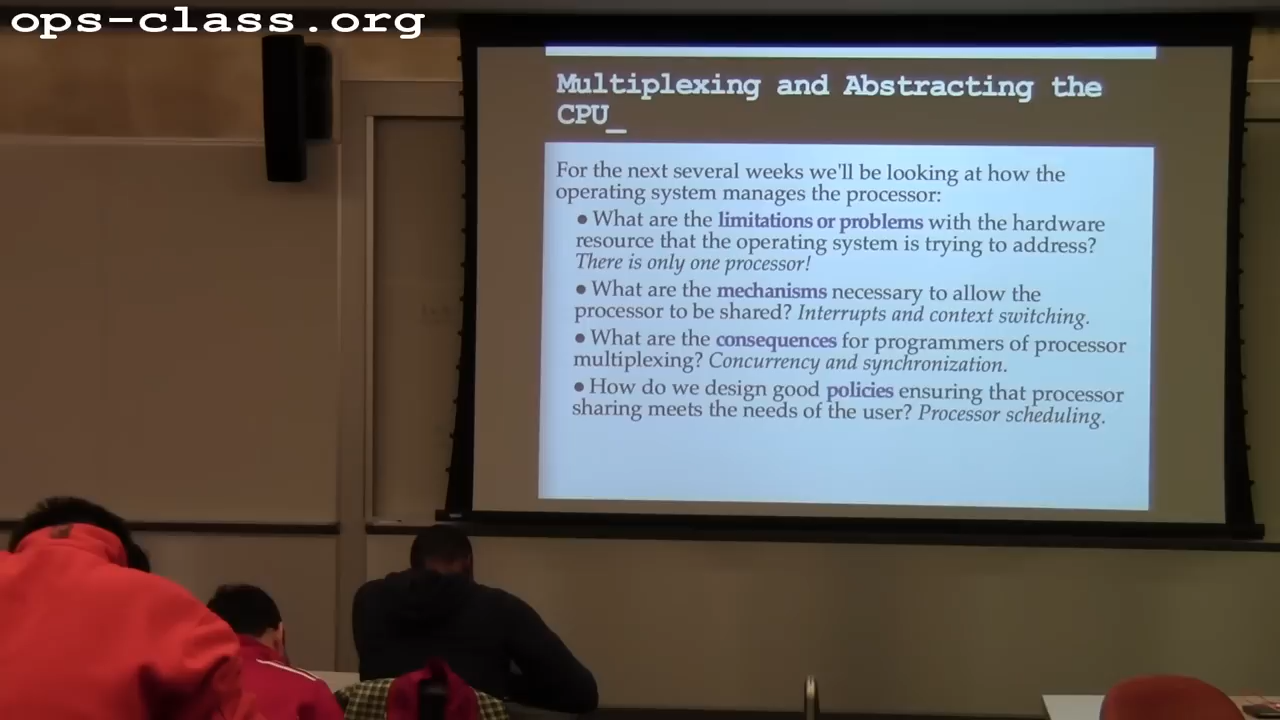 ops-class.org
Multiplexing and Abstracting the
CPU_
For the next several weeks we'll be looking at how the
operating system manages the processor:
● What are the limitations or problems with the hardware
resource that the operating system is trying to address?
There is only one processor!
● What are the mechanisms necessary to allow the
processor to be shared? Interrupts and context switching.
● What are the consequences for programmers of processor
multiplexing? Concurrency and synchronization.
● How do we design good policies ensuring that processor
sharing meets the needs of the user? Processor scheduling.